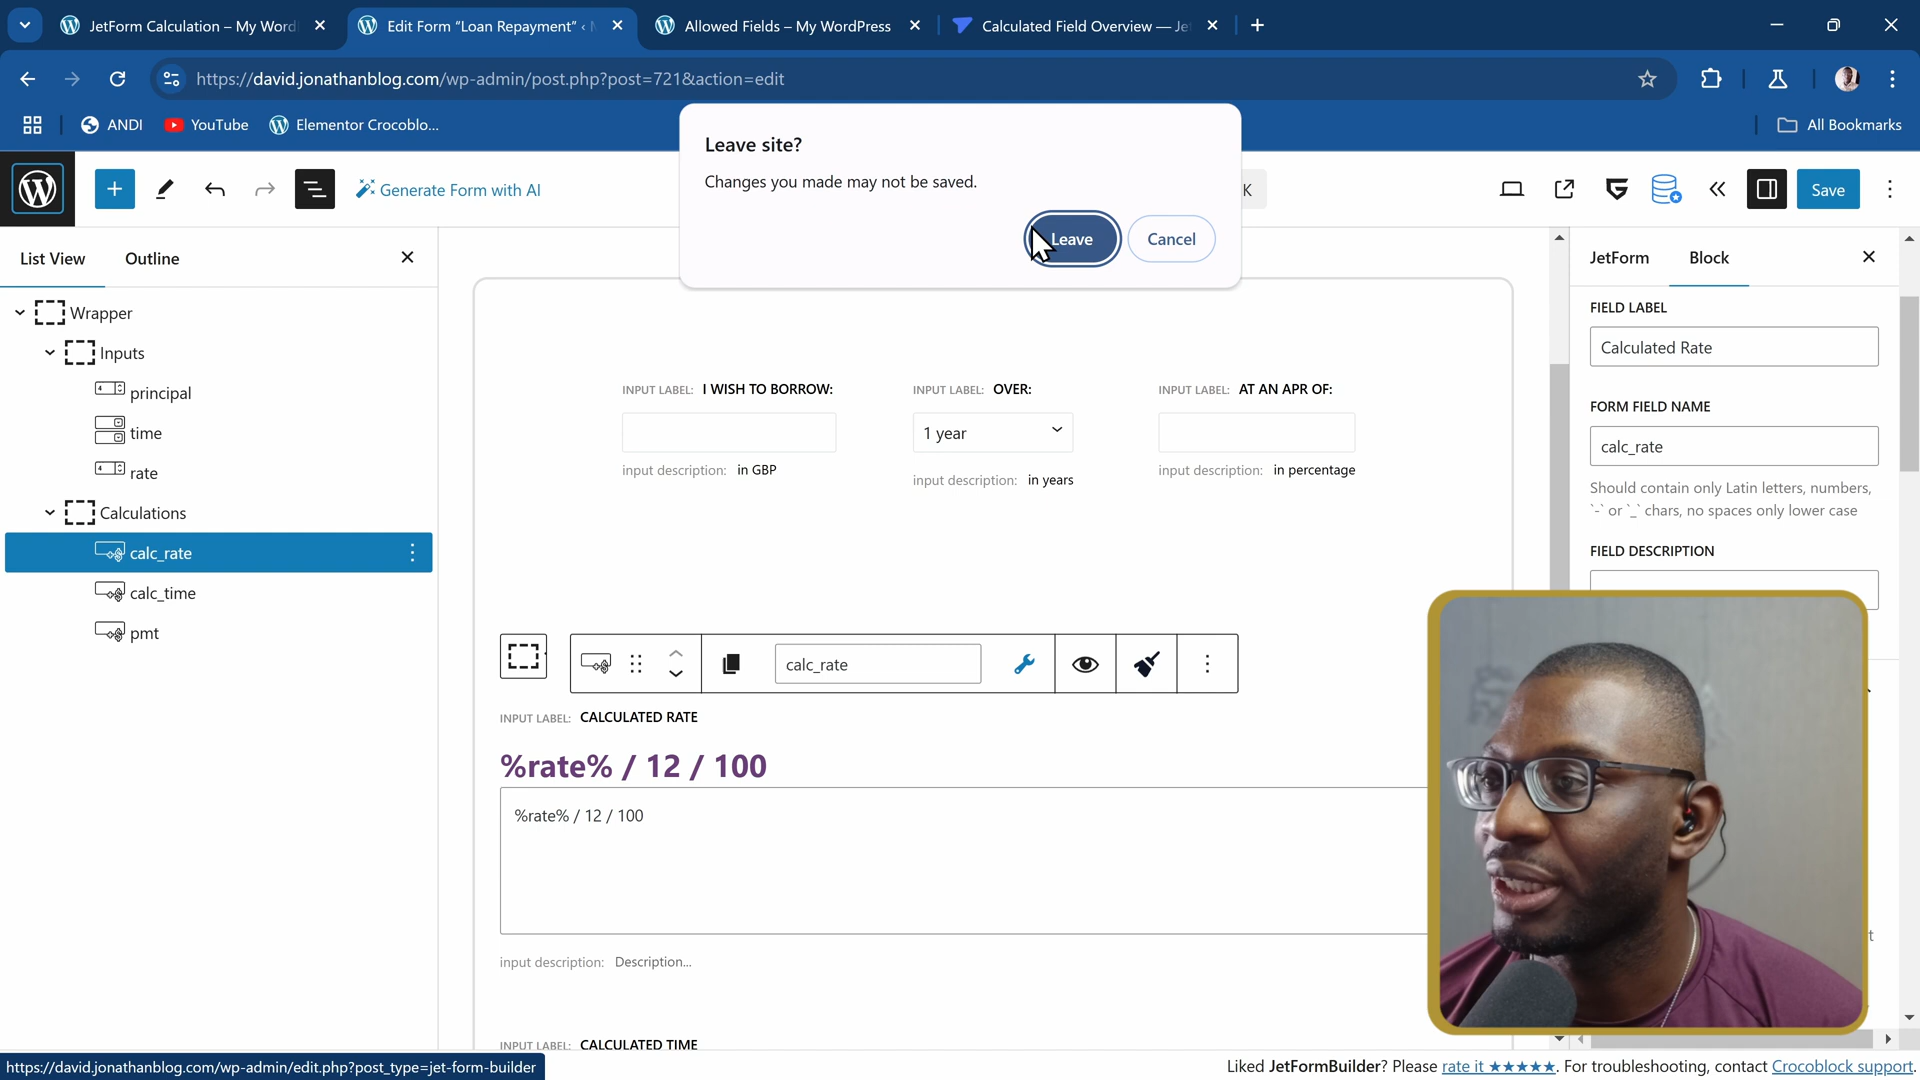 JetForm Calculation – My Word
Edit Form “Loan Repayment” ‹
Allowed Fields – My WordPress
Calculated Field Overview — Je
https://david.jonathanblog.com/wp-admin/post.php?post=721&action=edit
ANDI
YouTube
Elementor Crocoblo...
All Bookmarks
Leave site?
Changes you made may not be saved.
Leave
Cancel
Generate Form with AI
K
Save
List View
Outline
Wrapper
Inputs
principal
time
rate
Calculations
calc_rate
calc_time
pmt
INPUT LABEL: I WISH TO BORROW:
input description: in GBP
INPUT LABEL: OVER:
1 year
input description: in years
INPUT LABEL: AT AN APR OF:
input description: in percentage
calc_rate
INPUT LABEL: CALCULATED RATE
%rate% / 12 / 100
%rate% / 12 / 100
input description: Description...
INPUT LABEL: CALCULATED TIME
JetForm
Block
FIELD LABEL
Calculated Rate
FORM FIELD NAME
calc_rate
Should contain only Latin letters, numbers,
`-` or `_` chars, no spaces only lower case
FIELD DESCRIPTION
https://david.jonathanblog.com/wp-admin/edit.php?post_type=jet-form-builder
Liked JetFormBuilder? Please rate it ★★★★★. For troubleshooting, contact Crocoblock support.